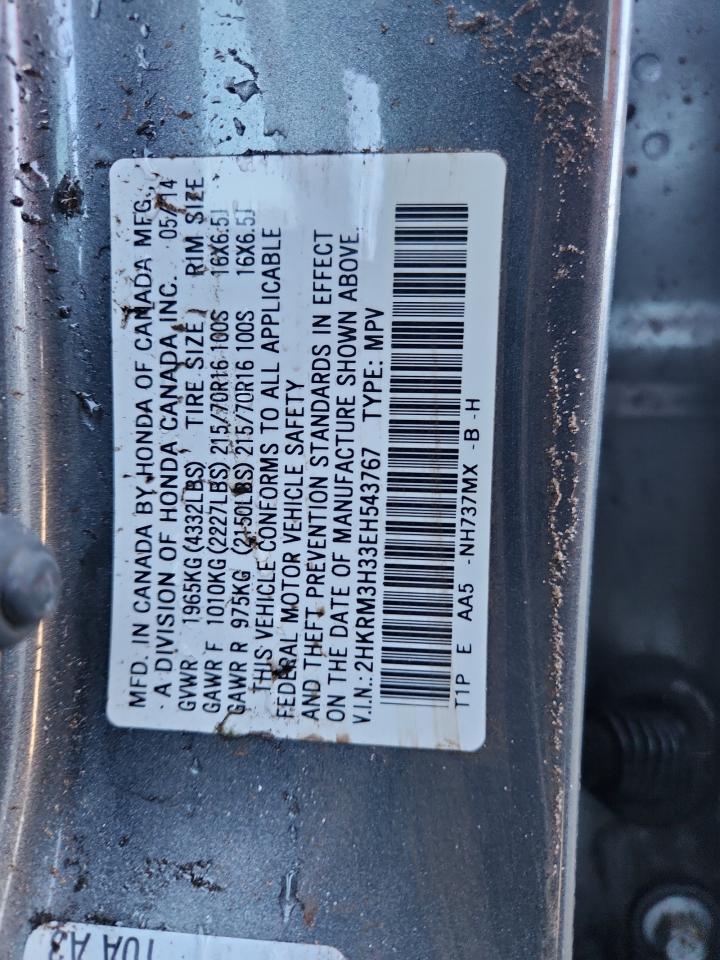 MFD. IN CANADA BY HONDA OF CANADA MFG.,
A DIVISION OF HONDA CANADA INC. 05/14
GVWR 1965KG(4332LBS) TIRE SIZE RIM SIZE
GAWR F 1010KG(2227LBS) 215/70R16 100S 16X6.5J
GAWR R 975KG (2150LBS) 215/70R16 100S 16X6.5J
THIS VEHICLE CONFORMS TO ALL APPLICABLE
FEDERAL MOTOR VEHICLE SAFETY
AND THEFT PREVENTION STANDARDS IN EFFECT
ON THE DATE OF MANUFACTURE SHOWN ABOVE.
V.I.N.: 2HKRM3H33EH543767 TYPE: MPV
T1P E AA5 -NH737MX -B -H
10A A3